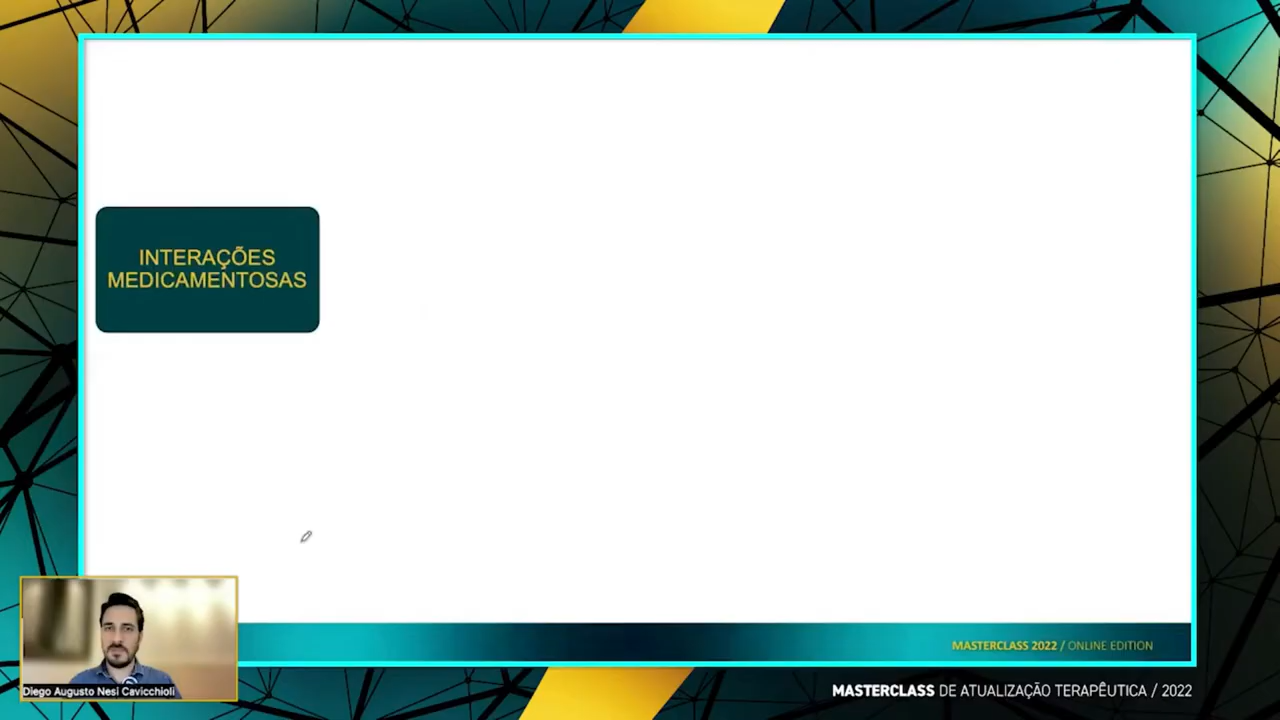 INTERAÇÕES
MEDICAMENTOSAS
MASTERCLASS 2022 / ONLINE EDITION
Diego Augusto Nesi Cavicchioli
MASTERCLASS DE ATUALIZAÇÃO TERAPÊUTICA / 2022